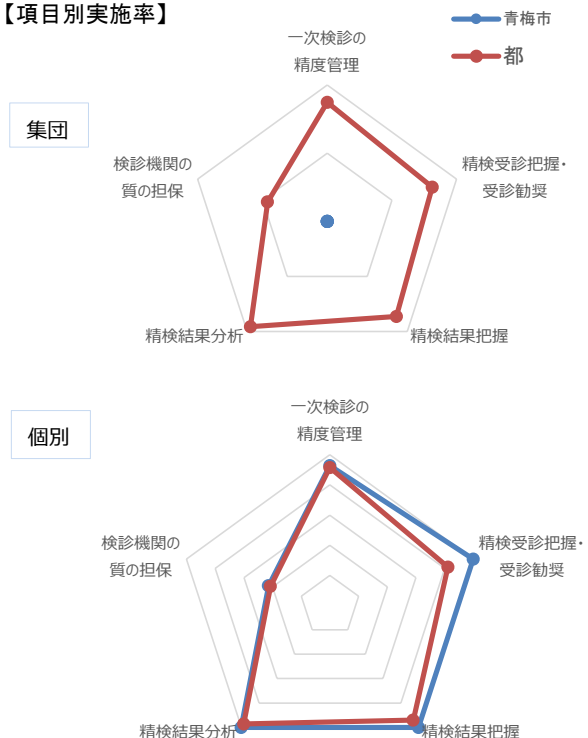 【項目別実施率】
青梅市
都
集団
一次検診の
精度管理
精検受診把握・
受診勧奨
精検結果把握
精検結果分析
検診機関の
質の担保
個別
一次検診の
精度管理
精検受診把握・
受診勧奨
精検結果把握
精検結果分析
検診機関の
質の担保